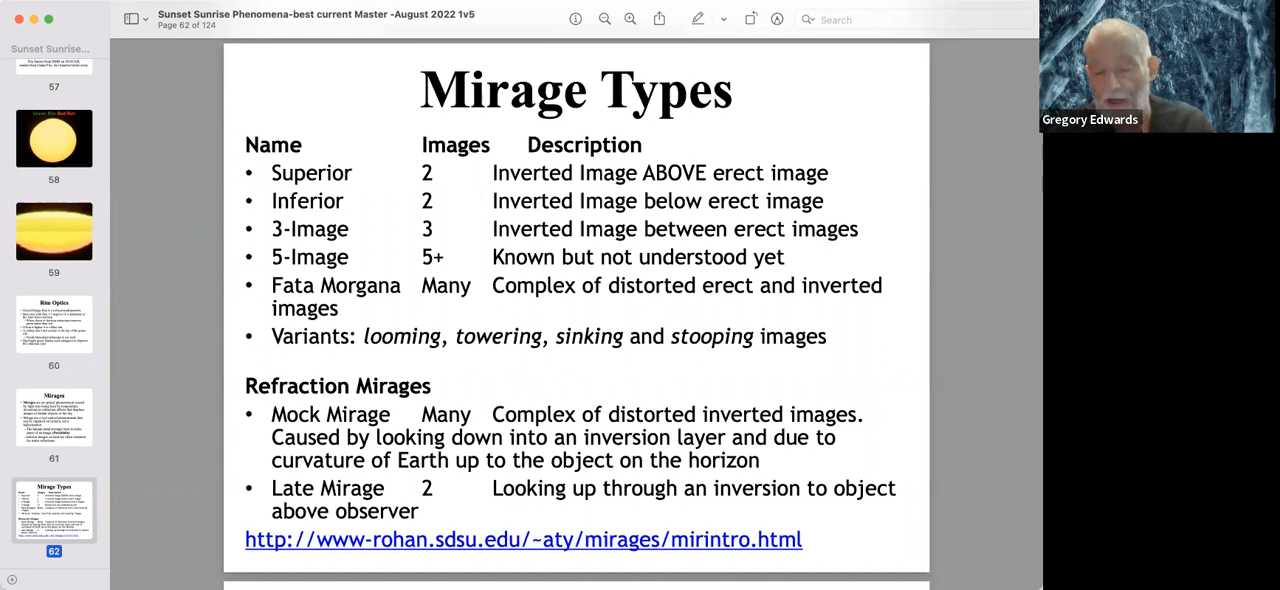 Sunset Sunrise Phenomena-best current Master -August 2022 1v5
Page 62 of 124
Search
Sunset Sunrise...
57
58
59
Rim Optics
60
Mirages
61
Mirage Types
62
Mirage Types
Name Images Description
• Superior 2 Inverted Image ABOVE erect image
• Inferior 2 Inverted Image below erect image
• 3-Image 3 Inverted Image between erect images
• 5-Image 5+ Known but not understood yet
• Fata Morgana Many Complex of distorted erect and inverted
images
• Variants: looming, towering, sinking and stooping images
Refraction Mirages
• Mock Mirage Many Complex of distorted inverted images.
Caused by looking down into an inversion layer and due to
curvature of Earth up to the object on the horizon
• Late Mirage 2 Looking up through an inversion to object
above observer
http://www-rohan.sdsu.edu/~aty/mirages/mirintro.html
Gregory Edwards